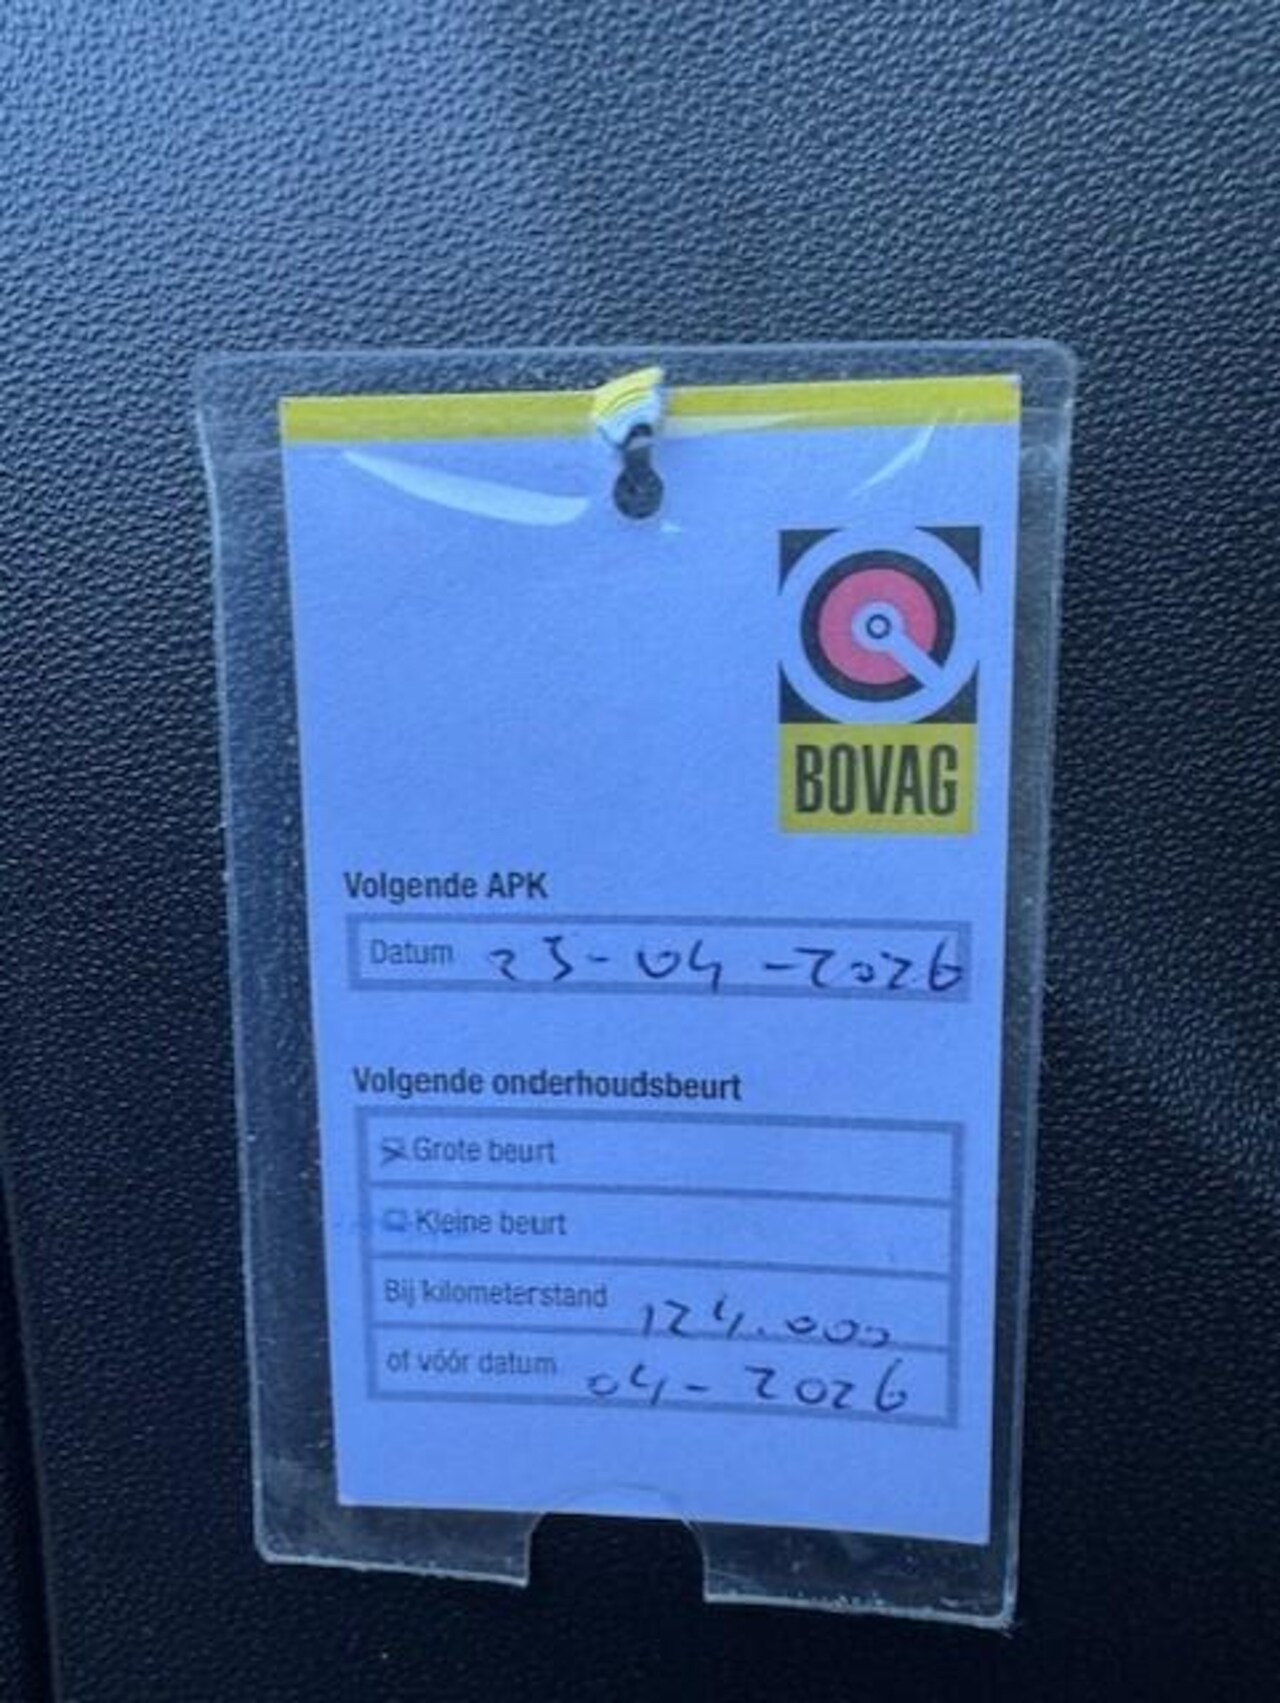 BOVAG
Volgende APK
Datum 25-04-2026
Volgende onderhoudsbeurt
Grote beurt
Kleine beurt
Bij kilometerstand 124.000
of vóór datum 04-2026